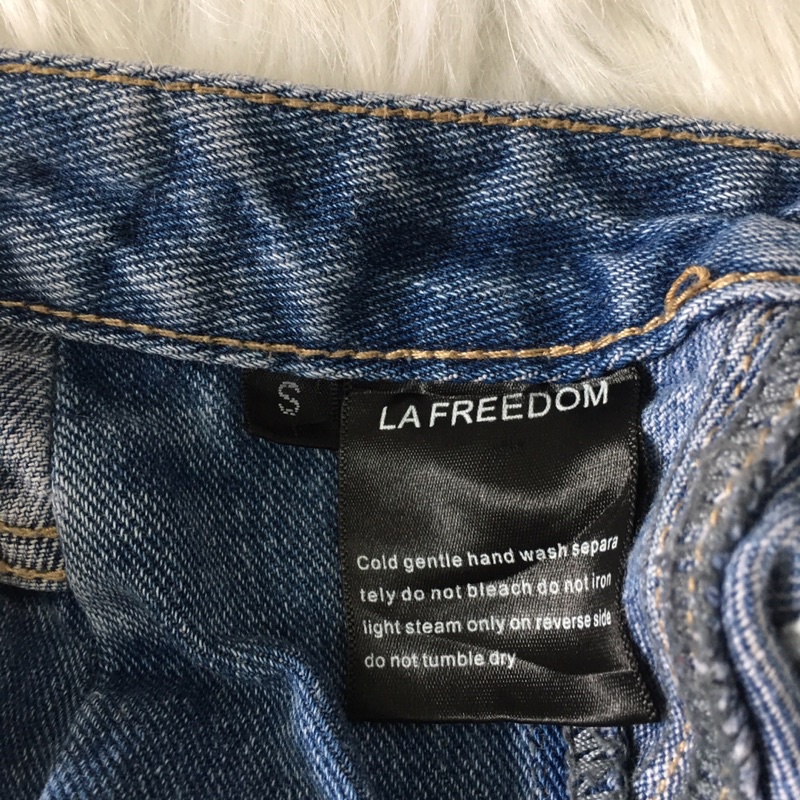 S
LA FREEDOM
Cold gentle hand wash separa
tely do not bleach do not iron
light steam only on reverse side
do not tumble dry